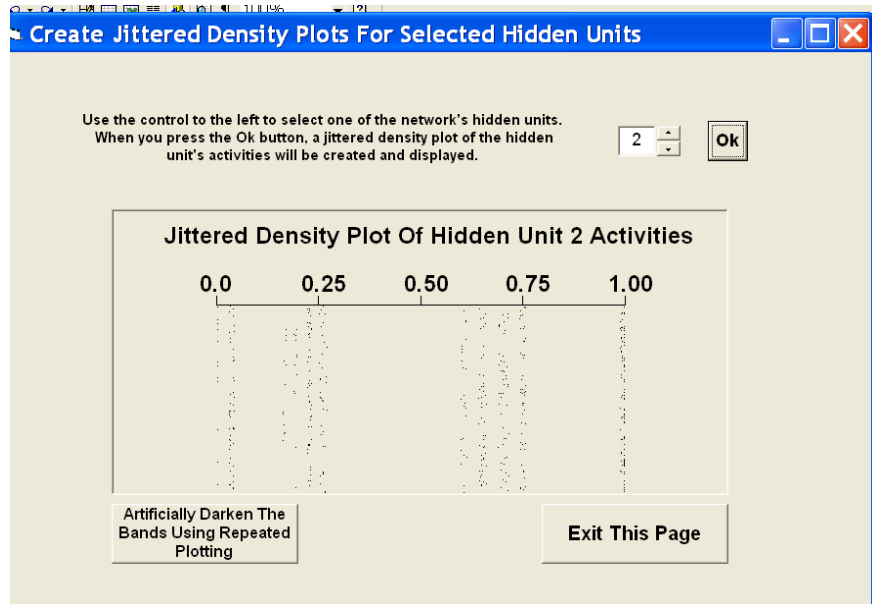 100%
Create Jittered Density Plots For Selected Hidden Units
Use the control to the left to select one of the network's hidden units.
When you press the Ok button, a jittered density plot of the hidden
unit's activities will be created and displayed.
2
Ok
Jittered Density Plot Of Hidden Unit 2 Activities
0.0 0.25 0.50 0.75 1.00
Artificially Darken The
Bands Using Repeated
Plotting
Exit This Page